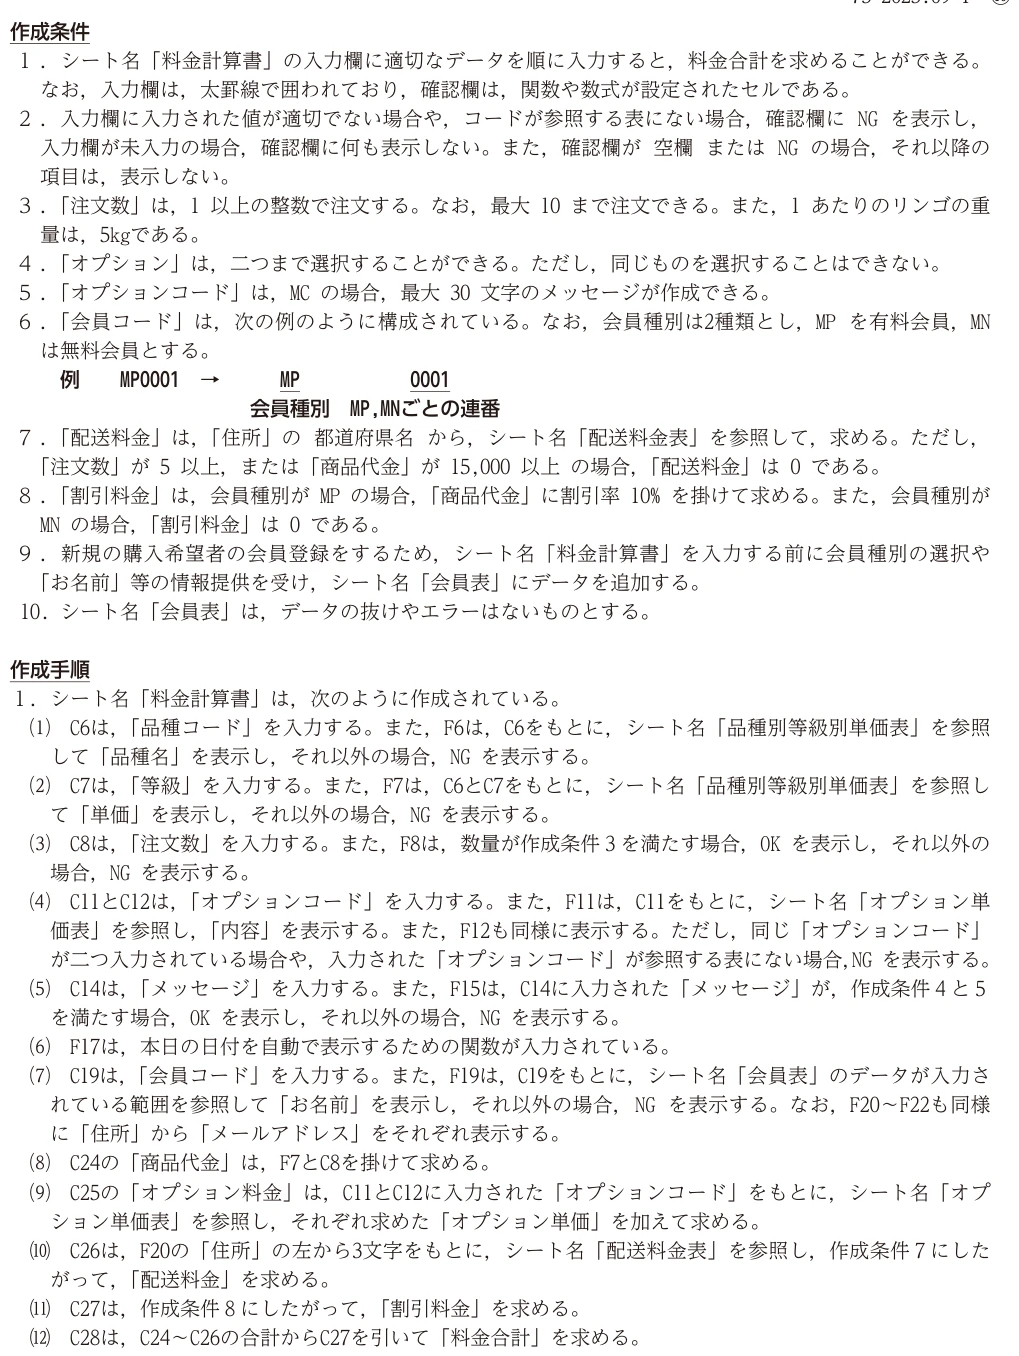 作成条件
1．シート名「料金計算書」の入力欄に適切なデータを順に入力すると，料金合計を求めることができる。
なお，入力欄は，太罫線で囲われており，確認欄は，関数や数式が設定されたセルである。
2．入力欄に入力された値が適切でない場合や，コードが参照する表にない場合，確認欄に NG を表示し，
入力欄が未入力の場合，確認欄に何も表示しない。また，確認欄が 空欄 または NG の場合，それ以降の
項目は，表示しない。
3．「注文数」は，1 以上の整数で注文する。なお，最大 10 まで注文できる。また，1 あたりのリンゴの重
量は，5kgである。
4．「オプション」は，二つまで選択することができる。ただし，同じものを選択することはできない。
5．「オプションコード」は，MC の場合，最大 30 文字のメッセージが作成できる。
6．「会員コード」は，次の例のように構成されている。なお，会員種別は2種類とし，MP を有料会員，MN
は無料会員とする。
例　　MP0001　→　　　MP　　　　　0001
会員種別　MP,MNごとの連番
7．「配送料金」は，「住所」の 都道府県名 から，シート名「配送料金表」を参照して，求める。ただし，
「注文数」が 5 以上，または「商品代金」が 15,000 以上 の場合，「配送料金」は 0 である。
8．「割引料金」は，会員種別が MP の場合，「商品代金」に割引率 10% を掛けて求める。また，会員種別が
MN の場合，「割引料金」は 0 である。
9．新規の購入希望者の会員登録をするため，シート名「料金計算書」を入力する前に会員種別の選択や
「お名前」等の情報提供を受け，シート名「会員表」にデータを追加する。
10．シート名「会員表」は，データの抜けやエラーはないものとする。
作成手順
1．シート名「料金計算書」は，次のように作成されている。
⑴　C6は，「品種コード」を入力する。また，F6は，C6をもとに，シート名「品種別等級別単価表」を参照
して「品種名」を表示し，それ以外の場合，NG を表示する。
⑵　C7は，「等級」を入力する。また，F7は，C6とC7をもとに，シート名「品種別等級別単価表」を参照し
て「単価」を表示し，それ以外の場合，NG を表示する。
⑶　C8は，「注文数」を入力する。また，F8は，数量が作成条件３を満たす場合，OK を表示し，それ以外の
場合，NG を表示する。
⑷　C11とC12は，「オプションコード」を入力する。また，F11は，C11をもとに，シート名「オプション単
価表」を参照し，「内容」を表示する。また，F12も同様に表示する。ただし，同じ「オプションコード」
が二つ入力されている場合や，入力された「オプションコード」が参照する表にない場合,NG を表示する。
⑸　C14は，「メッセージ」を入力する。また，F15は，C14に入力された「メッセージ」が，作成条件４と５
を満たす場合，OK を表示し，それ以外の場合，NG を表示する。
⑹　F17は，本日の日付を自動で表示するための関数が入力されている。
⑺　C19は，「会員コード」を入力する。また，F19は，C19をもとに，シート名「会員表」のデータが入力さ
れている範囲を参照して「お名前」を表示し，それ以外の場合，NG を表示する。なお，F20～F22も同様
に「住所」から「メールアドレス」をそれぞれ表示する。
⑻　C24の「商品代金」は，F7とC8を掛けて求める。
⑼　C25の「オプション料金」は，C11とC12に入力された「オプションコード」をもとに，シート名「オプ
ション単価表」を参照し，それぞれ求めた「オプション単価」を加えて求める。
⑽　C26は，F20の「住所」の左から3文字をもとに，シート名「配送料金表」を参照し，作成条件７にした
がって，「配送料金」を求める。
⑾　C27は，作成条件８にしたがって，「割引料金」を求める。
⑿　C28は，C24～C26の合計からC27を引いて「料金合計」を求める。